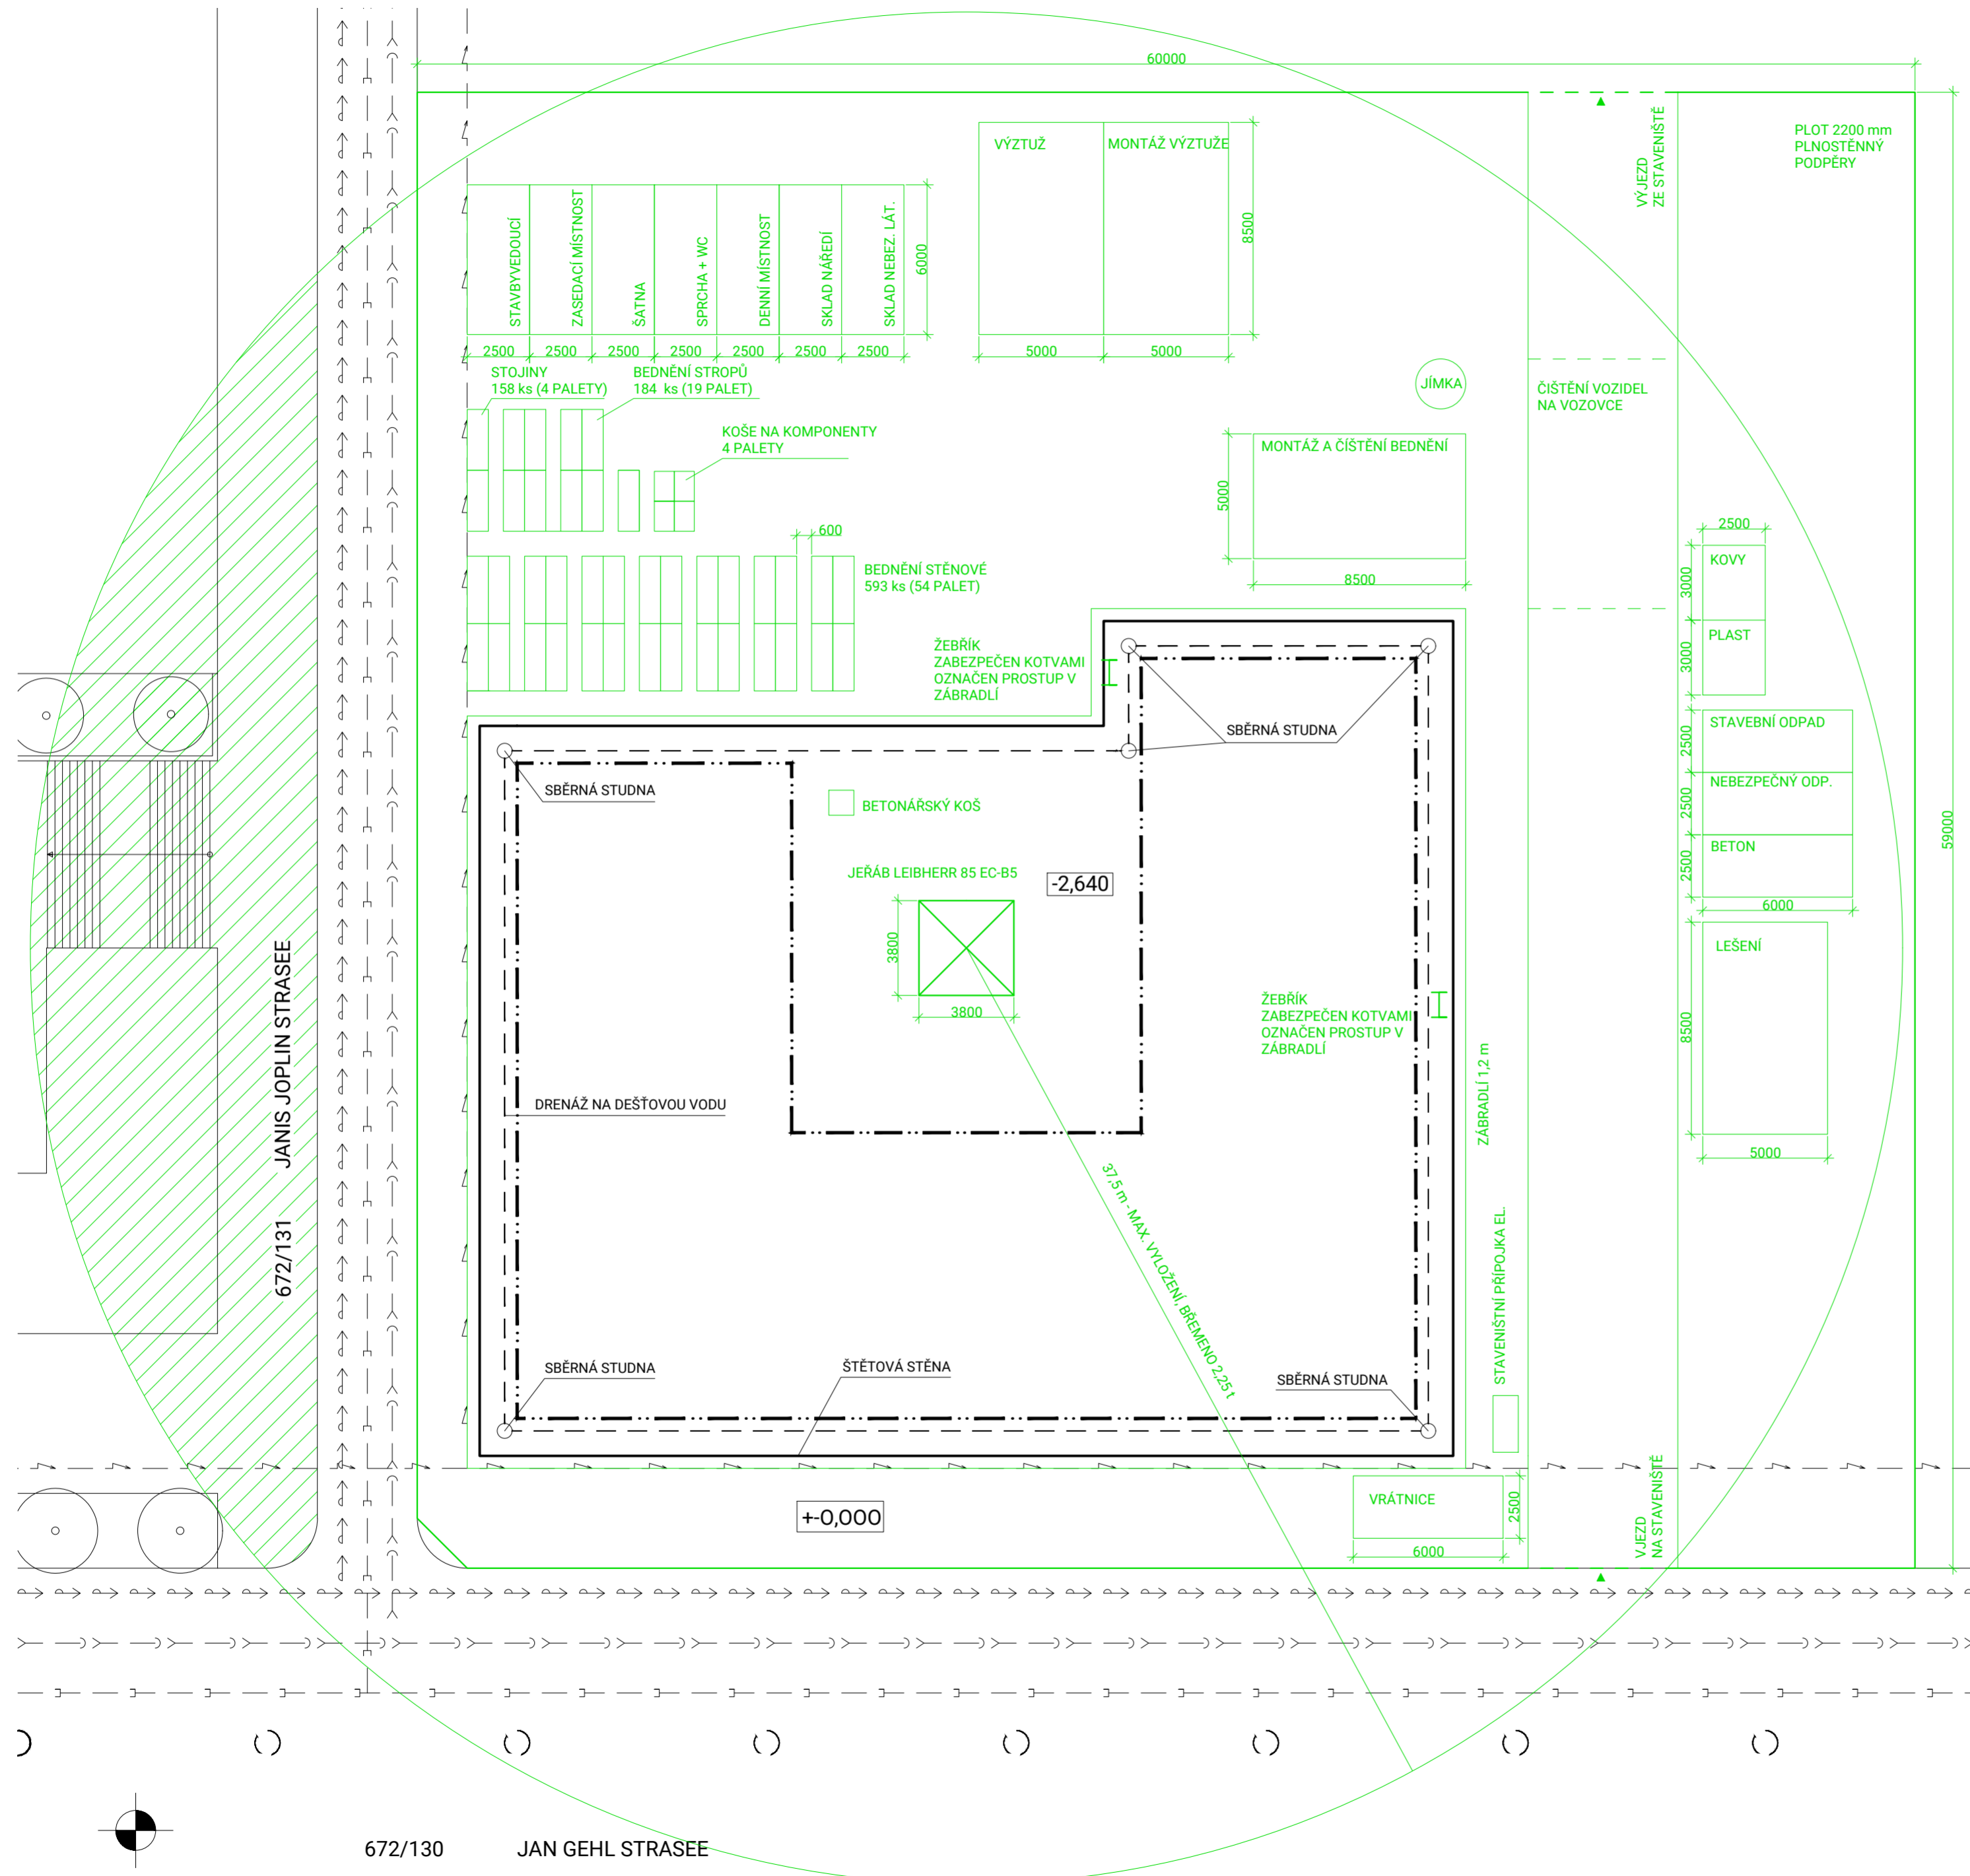 60000
PLOT 2200 mm
PLNOSTĚNNÝ
PODPĚRY
VÝJEZD
ZE STAVENIŠTĚ
VÝZTUŽ
MONTÁŽ VÝZTUŽE
8500
5000
5000
STAVBYVEDOUCÍ
ZASEDACÍ MÍSTNOST
ŠATNA
SPRCHA + WC
DENNÍ MÍSTNOST
SKLAD NÁŘEDÍ
SKLAD NEBEZ. LÁT.
6000
2500
2500
2500
2500
2500
2500
2500
STOJINY
158 ks (4 PALETY)
BEDNĚNÍ STROPŮ
184 ks (19 PALET)
KOŠE NA KOMPONENTY
4 PALETY
JÍMKA
ČIŠTĚNÍ VOZIDEL
NA VOZOVCE
MONTÁŽ A ČÍŠTĚNÍ BEDNĚNÍ
5000
8500
600
BEDNĚNÍ STĚNOVÉ
593 ks (54 PALET)
2500
KOVY
3000
PLAST
3000
ŽEBŘÍK
ZABEZPEČEN KOTVAMI
OZNAČEN PROSTUP V
ZÁBRADLÍ
SBĚRNÁ STUDNA
SBĚRNÁ STUDNA
STAVEBNÍ ODPAD
2500
NEBEZPEČNÝ ODP.
2500
BETON
2500
6000
59000
BETONÁŘSKÝ KOŠ
JEŘÁB LEIBHERR 85 EC-B5
-2,640
3800
3800
LEŠENÍ
8500
5000
ŽEBŘÍK
ZABEZPEČEN KOTVAMI
OZNAČEN PROSTUP V
ZÁBRADLÍ
ZÁBRADLÍ 1,2 m
DRENÁŽ NA DEŠŤOVOU VODU
672/131 JANIS JOPLIN STRASEE
37,5 m - MAX. VYLOŽENÍ, BŘEMENO 2,25 t
STAVENIŠTNÍ PŘÍPOJKA EL.
SBĚRNÁ STUDNA
ŠTĚTOVÁ STĚNA
SBĚRNÁ STUDNA
+-0,000
VRÁTNICE
2500
6000
VJEZD
NA STAVENIŠTĚ
672/130 JAN GEHL STRASEE